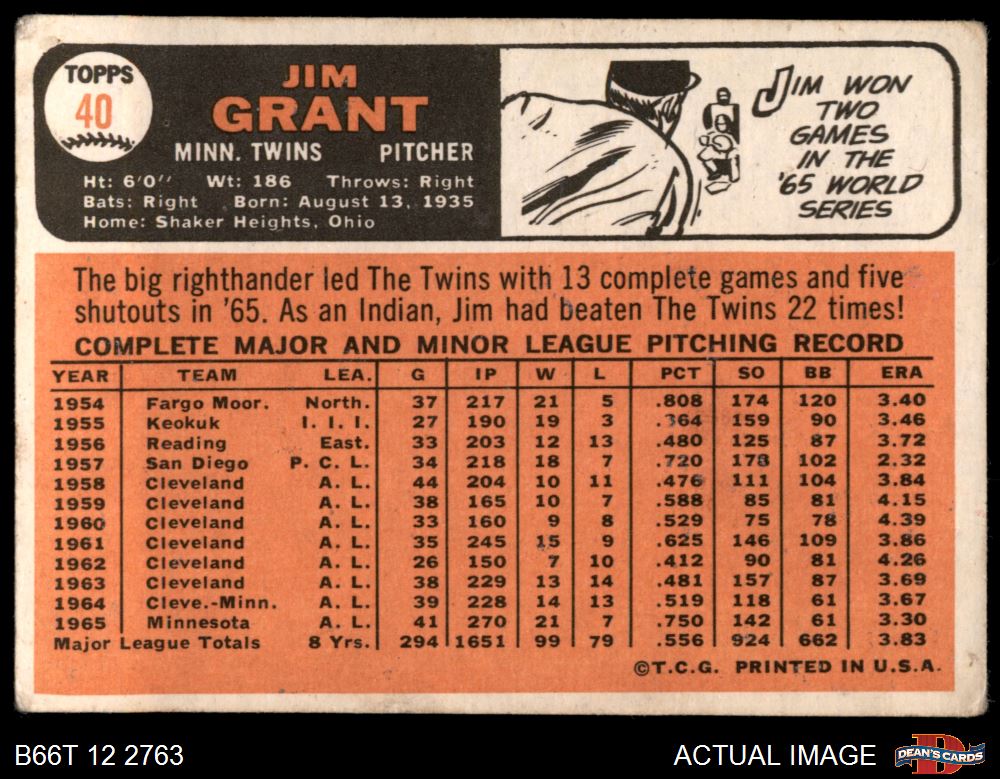 TOPPS
40
JIM
GRANT
MINN. TWINS PITCHER
Ht: 6'0" Wt: 186 Throws: Right
Bats: Right Born: August 13, 1935
Home: Shaker Heights, Ohio
JIM WON
TWO
GAMES
IN THE
'65 WORLD
SERIES
The big righthander led The Twins with 13 complete games and five
shutouts in '65. As an Indian, Jim had beaten The Twins 22 times!
COMPLETE MAJOR AND MINOR LEAGUE PITCHING RECORD
YEAR TEAM LEA. G IP W L PCT SO BB ERA
1954 Fargo Moor. North. 37 217 21 5 .808 174 120 3.40
1955 Keokuk I. I. I. 27 190 19 3 .364 159 90 3.46
1956 Reading East. 33 203 12 13 .480 125 87 3.72
1957 San Diego P. C. L. 34 218 18 7 .720 178 102 2.32
1958 Cleveland A. L. 44 204 10 11 .476 111 104 3.84
1959 Cleveland A. L. 38 165 10 7 .588 85 81 4.15
1960 Cleveland A. L. 33 160 9 8 .529 75 78 4.39
1961 Cleveland A. L. 35 245 15 9 .625 146 109 3.86
1962 Cleveland A. L. 26 150 7 10 .412 90 81 4.26
1963 Cleveland A. L. 38 229 13 14 .481 157 87 3.69
1964 Cleve.-Minn. A. L. 39 228 14 13 .519 118 61 3.67
1965 Minnesota A. L. 41 270 21 7 .750 142 61 3.30
Major League Totals 8 Yrs. 294 1651 99 79 .556 924 662 3.83
©T.C.G. PRINTED IN U.S.A.
B66T 12 2763
ACTUAL IMAGE
DEAN'S CARDS